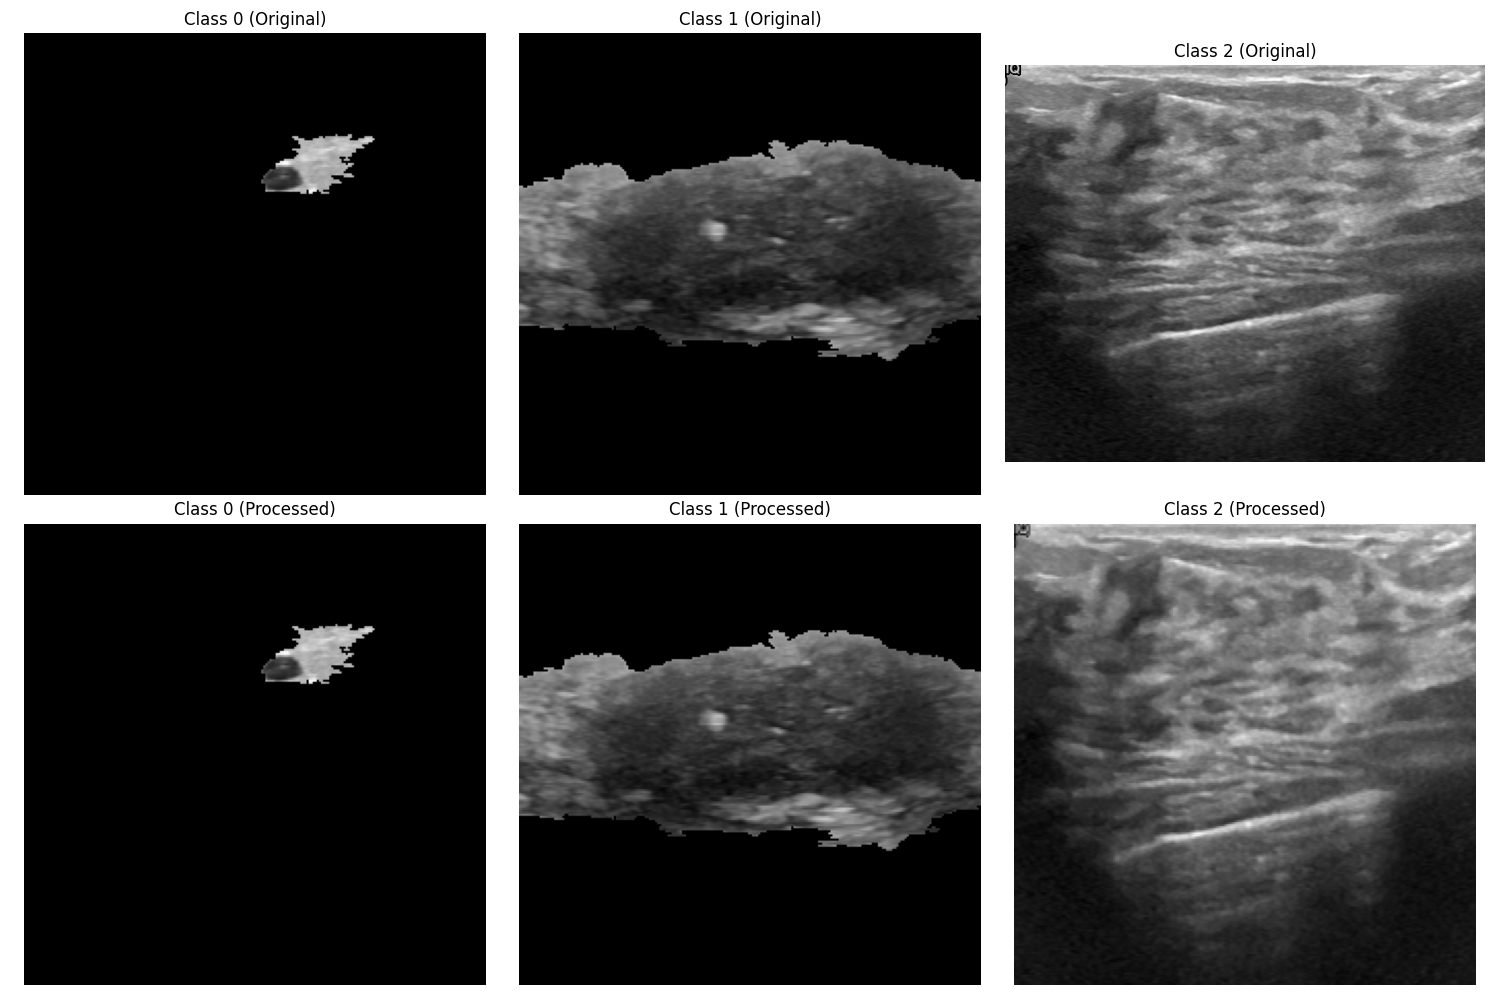 Class 0 (Original)
Class 1 (Original)
Class 2 (Original)
Class 0 (Processed)
Class 1 (Processed)
Class 2 (Processed)